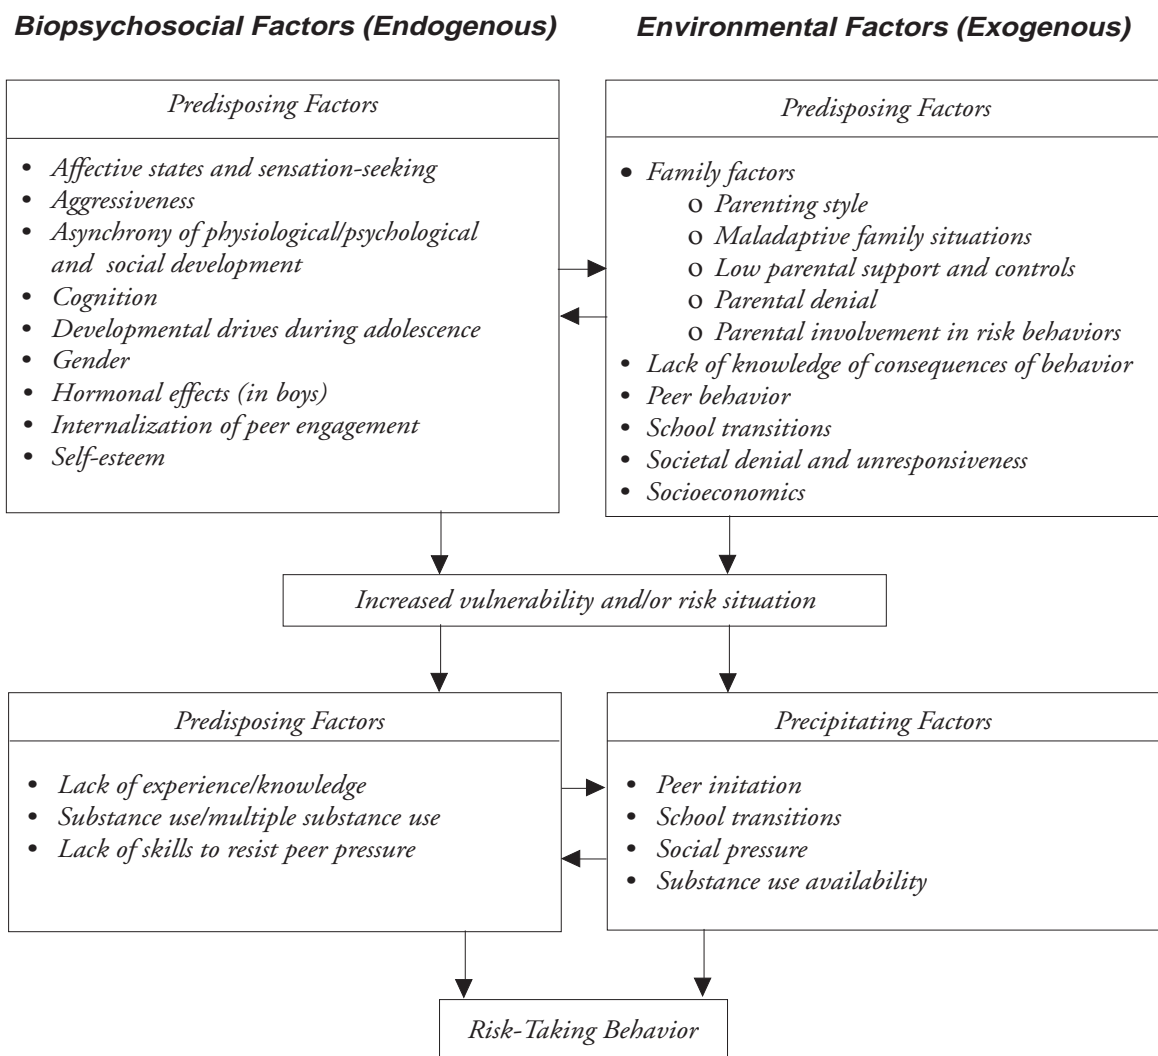 Biopsychosocial Factors (Endogenous)
Environmental Factors (Exogenous)
Predisposing Factors
• Affective states and sensation-seeking
• Aggressiveness
• Asynchrony of physiological/psychological
and social development
• Cognition
• Developmental drives during adolescence
• Gender
• Hormonal effects (in boys)
• Internalization of peer engagement
• Self-esteem
Predisposing Factors
• Family factors
o Parenting style
o Maladaptive family situations
o Low parental support and controls
o Parental denial
o Parental involvement in risk behaviors
• Lack of knowledge of consequences of behavior
• Peer behavior
• School transitions
• Societal denial and unresponsiveness
• Socioeconomics
Increased vulnerability and/or risk situation
Predisposing Factors
• Lack of experience/knowledge
• Substance use/multiple substance use
• Lack of skills to resist peer pressure
Precipitating Factors
• Peer initation
• School transitions
• Social pressure
• Substance use availability
Risk-Taking Behavior